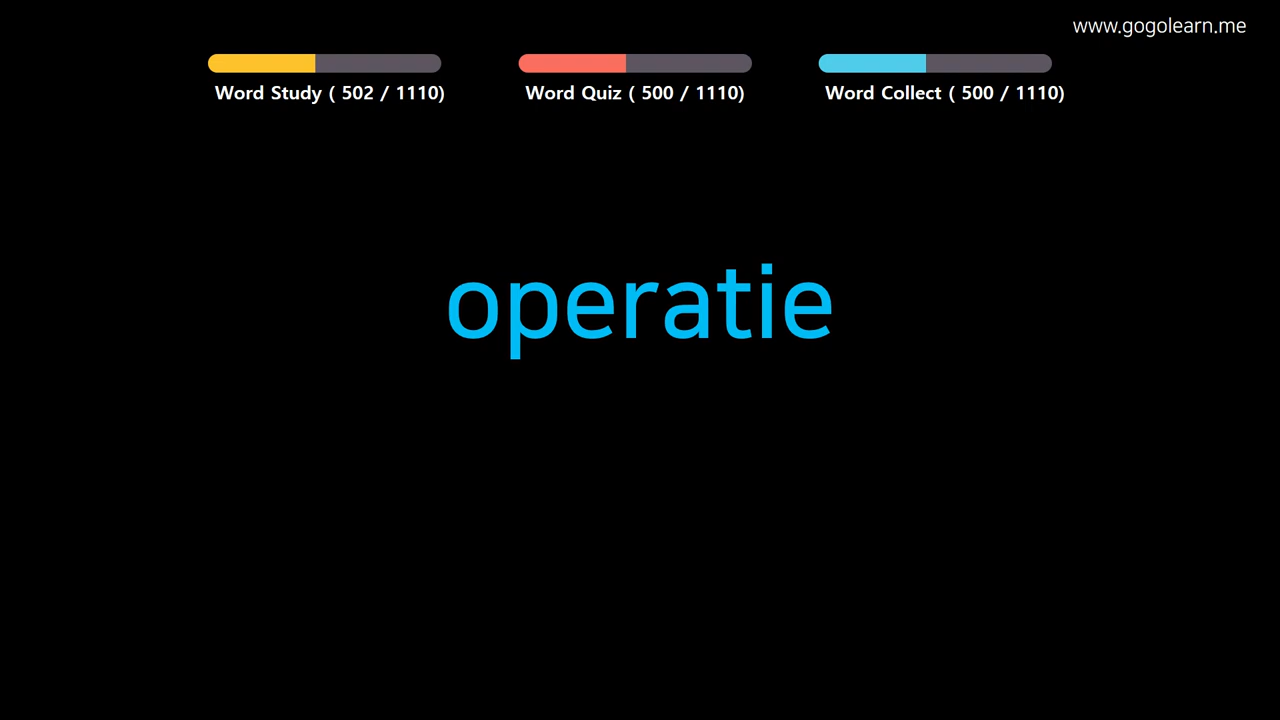 www.gogolearn.me
Word Study ( 502 / 1110)
Word Quiz ( 500 / 1110)
Word Collect ( 500 / 1110)
operatie